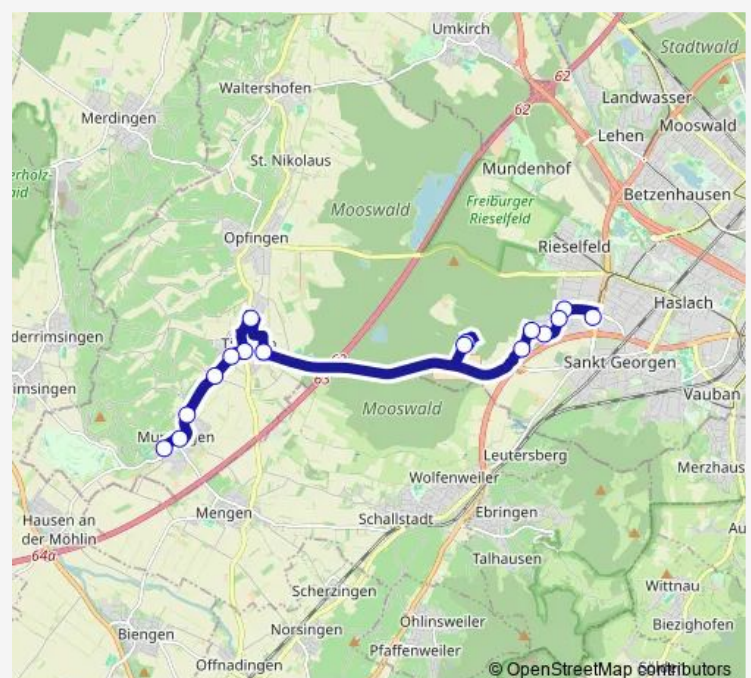 Umkirch
Stadtwald
62
Waltershofen
62
Landwasser
Merdingen
Lehen
Mooswald
St. Nikolaus
Mundenhof
Betzenhausen
Freiburger
Rieselfeld
Mooswald
Opfingen
Rieselfeld
Haslach
derrimsingen
62
63
Sankt Georgen
imsingen
Vauban
Mooswald
Leutersberg
Merzhaus
Wolfenweiler
Mengen
Schallstadt
Ebringen
Hausen an
der Möhlin
Talhausen
64a
Wittnau
Scherzingen
Biengen
Norsingen
Öhlinsweiler
Biezighofen
Pfaffenweiler
Offnadingen
© OpenStreetMap contributors